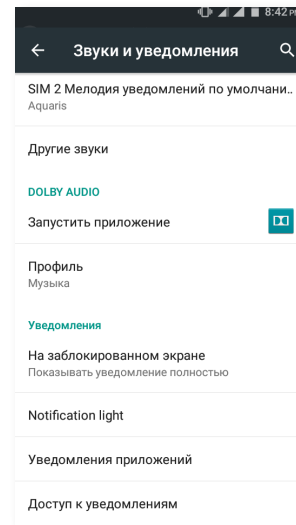 8:42 PM
Звуки и уведомления
SIM 2 Мелодия уведомлений по умолчани..
Aquaris
Другие звуки
DOLBY AUDIO
Запустить приложение
Профиль
Музыка
Уведомления
На заблокированном экране
Показывать уведомление полностью
Notification light
Уведомления приложений
Доступ к уведомлениям